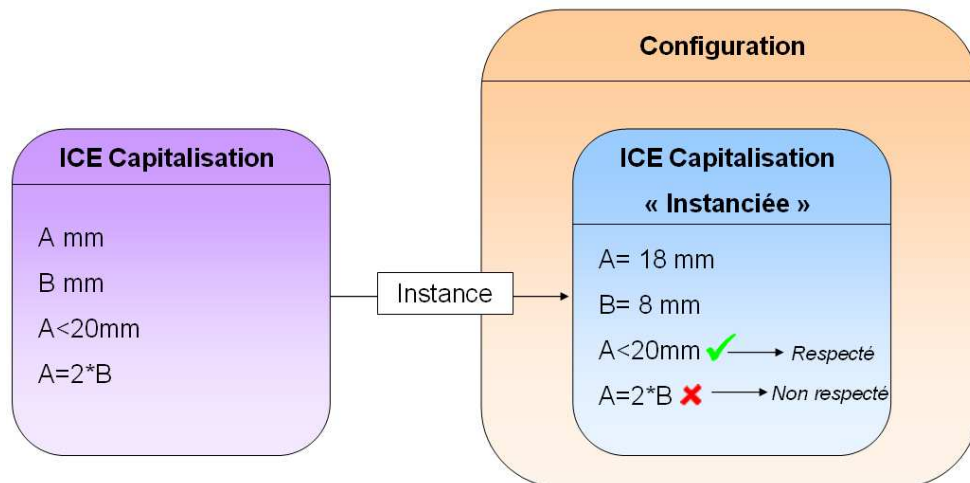 Configuration
ICE Capitalisation
A mm
B mm
A<20mm
A=2*B
Instance
ICE Capitalisation
« Instanciée »
A= 18 mm
B= 8 mm
A<20mm Respecté
A=2*B Non respecté